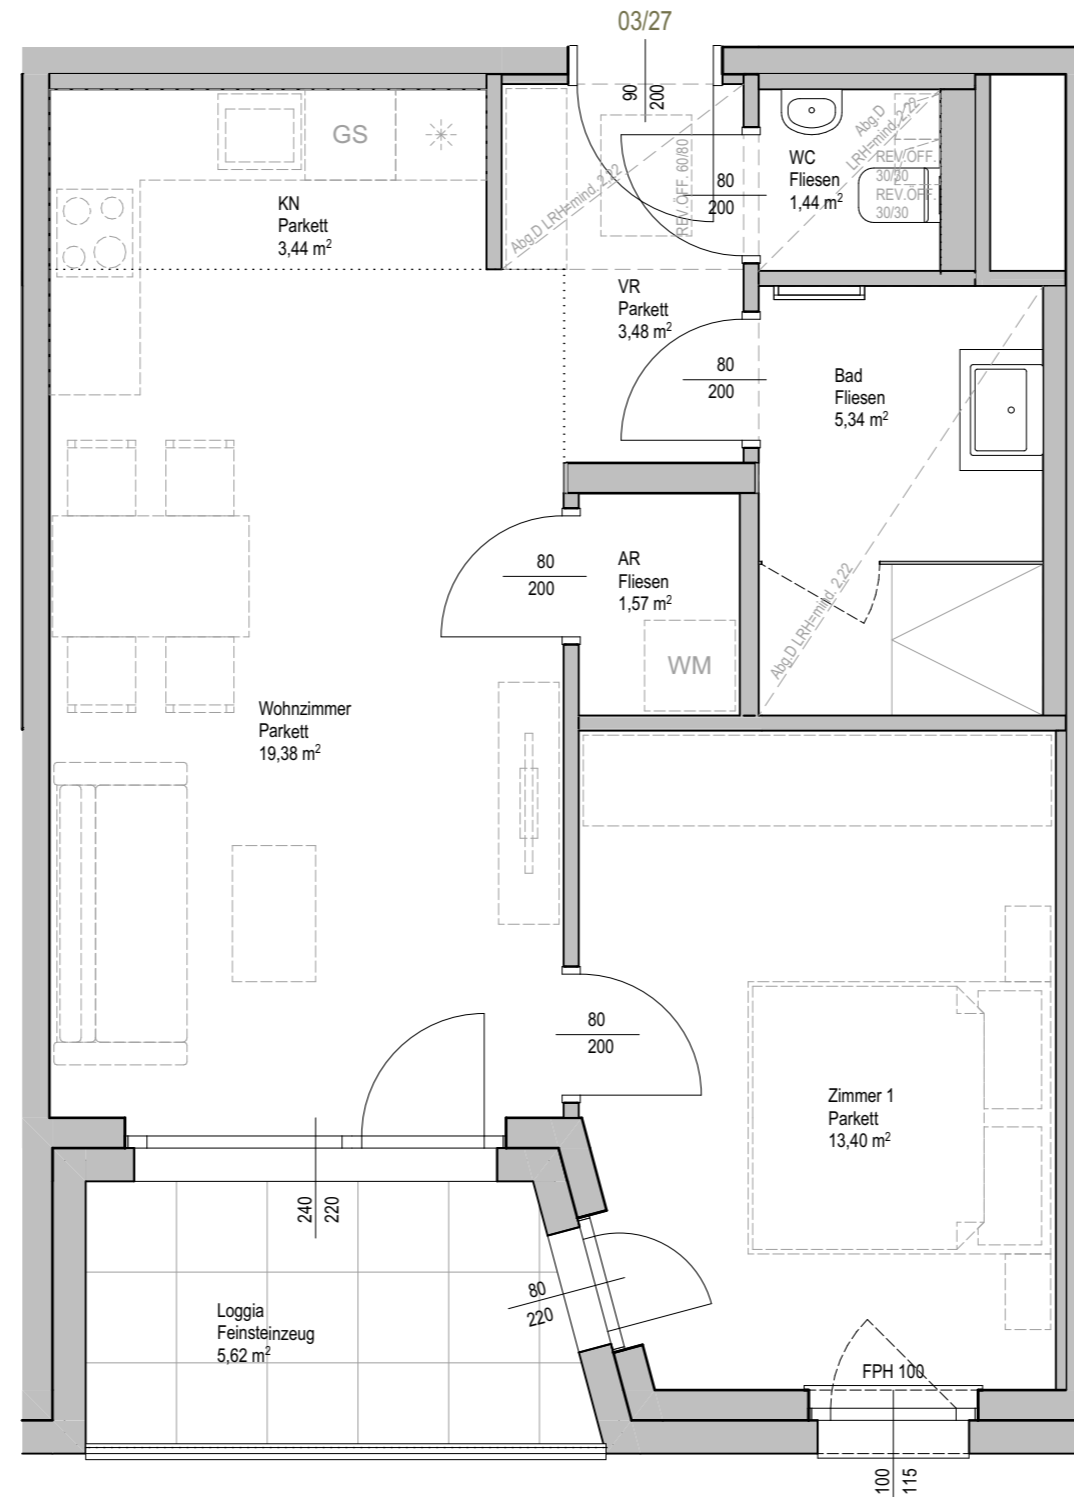 03/27
90
200
GS
KN
Parkett
3,44 m²
Abg.D LRH=mind. 2,22
REV.ÖFF. 60/80
80
200
WC
Fliesen
1,44 m²
Abg.D
LRH=mind. 2,22
REV.ÖFF.
30/30
REV.ÖFF.
30/30
VR
Parkett
3,48 m²
80
200
Bad
Fliesen
5,34 m²
80
200
AR
Fliesen
1,57 m²
Abg.D LRH=mind. 2,22
WM
Wohnzimmer
Parkett
19,38 m²
80
200
Zimmer 1
Parkett
13,40 m²
240
220
80
220
Loggia
Feinsteinzeug
5,62 m²
FPH 100
100
115